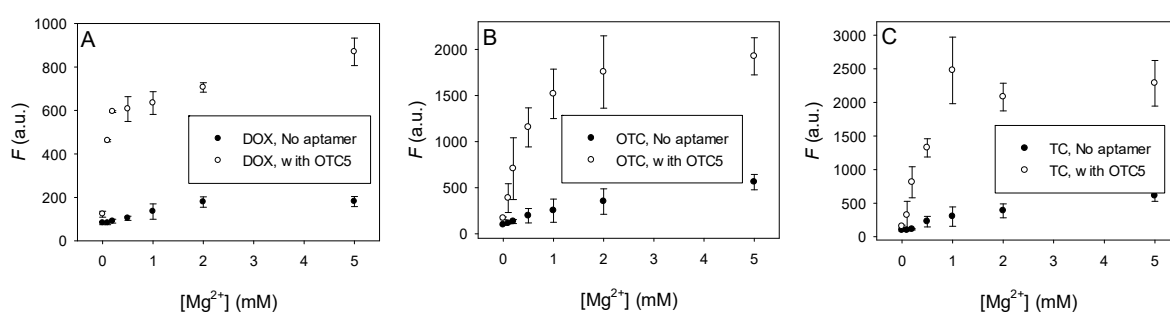 A
1000
800
600
400
200
0
F (a.u.)
DOX, No aptamer
DOX, with OTC5
0 1 2 3 4 5
[Mg2+] (mM)
B
2000
1500
1000
500
0
F (a.u.)
OTC, No aptamer
OTC, with OTC5
0 1 2 3 4 5
[Mg2+] (mM)
C
3000
2500
2000
1500
1000
500
0
F (a.u.)
TC, No aptamer
TC, with OTC5
0 1 2 3 4 5
[Mg2+] (mM)